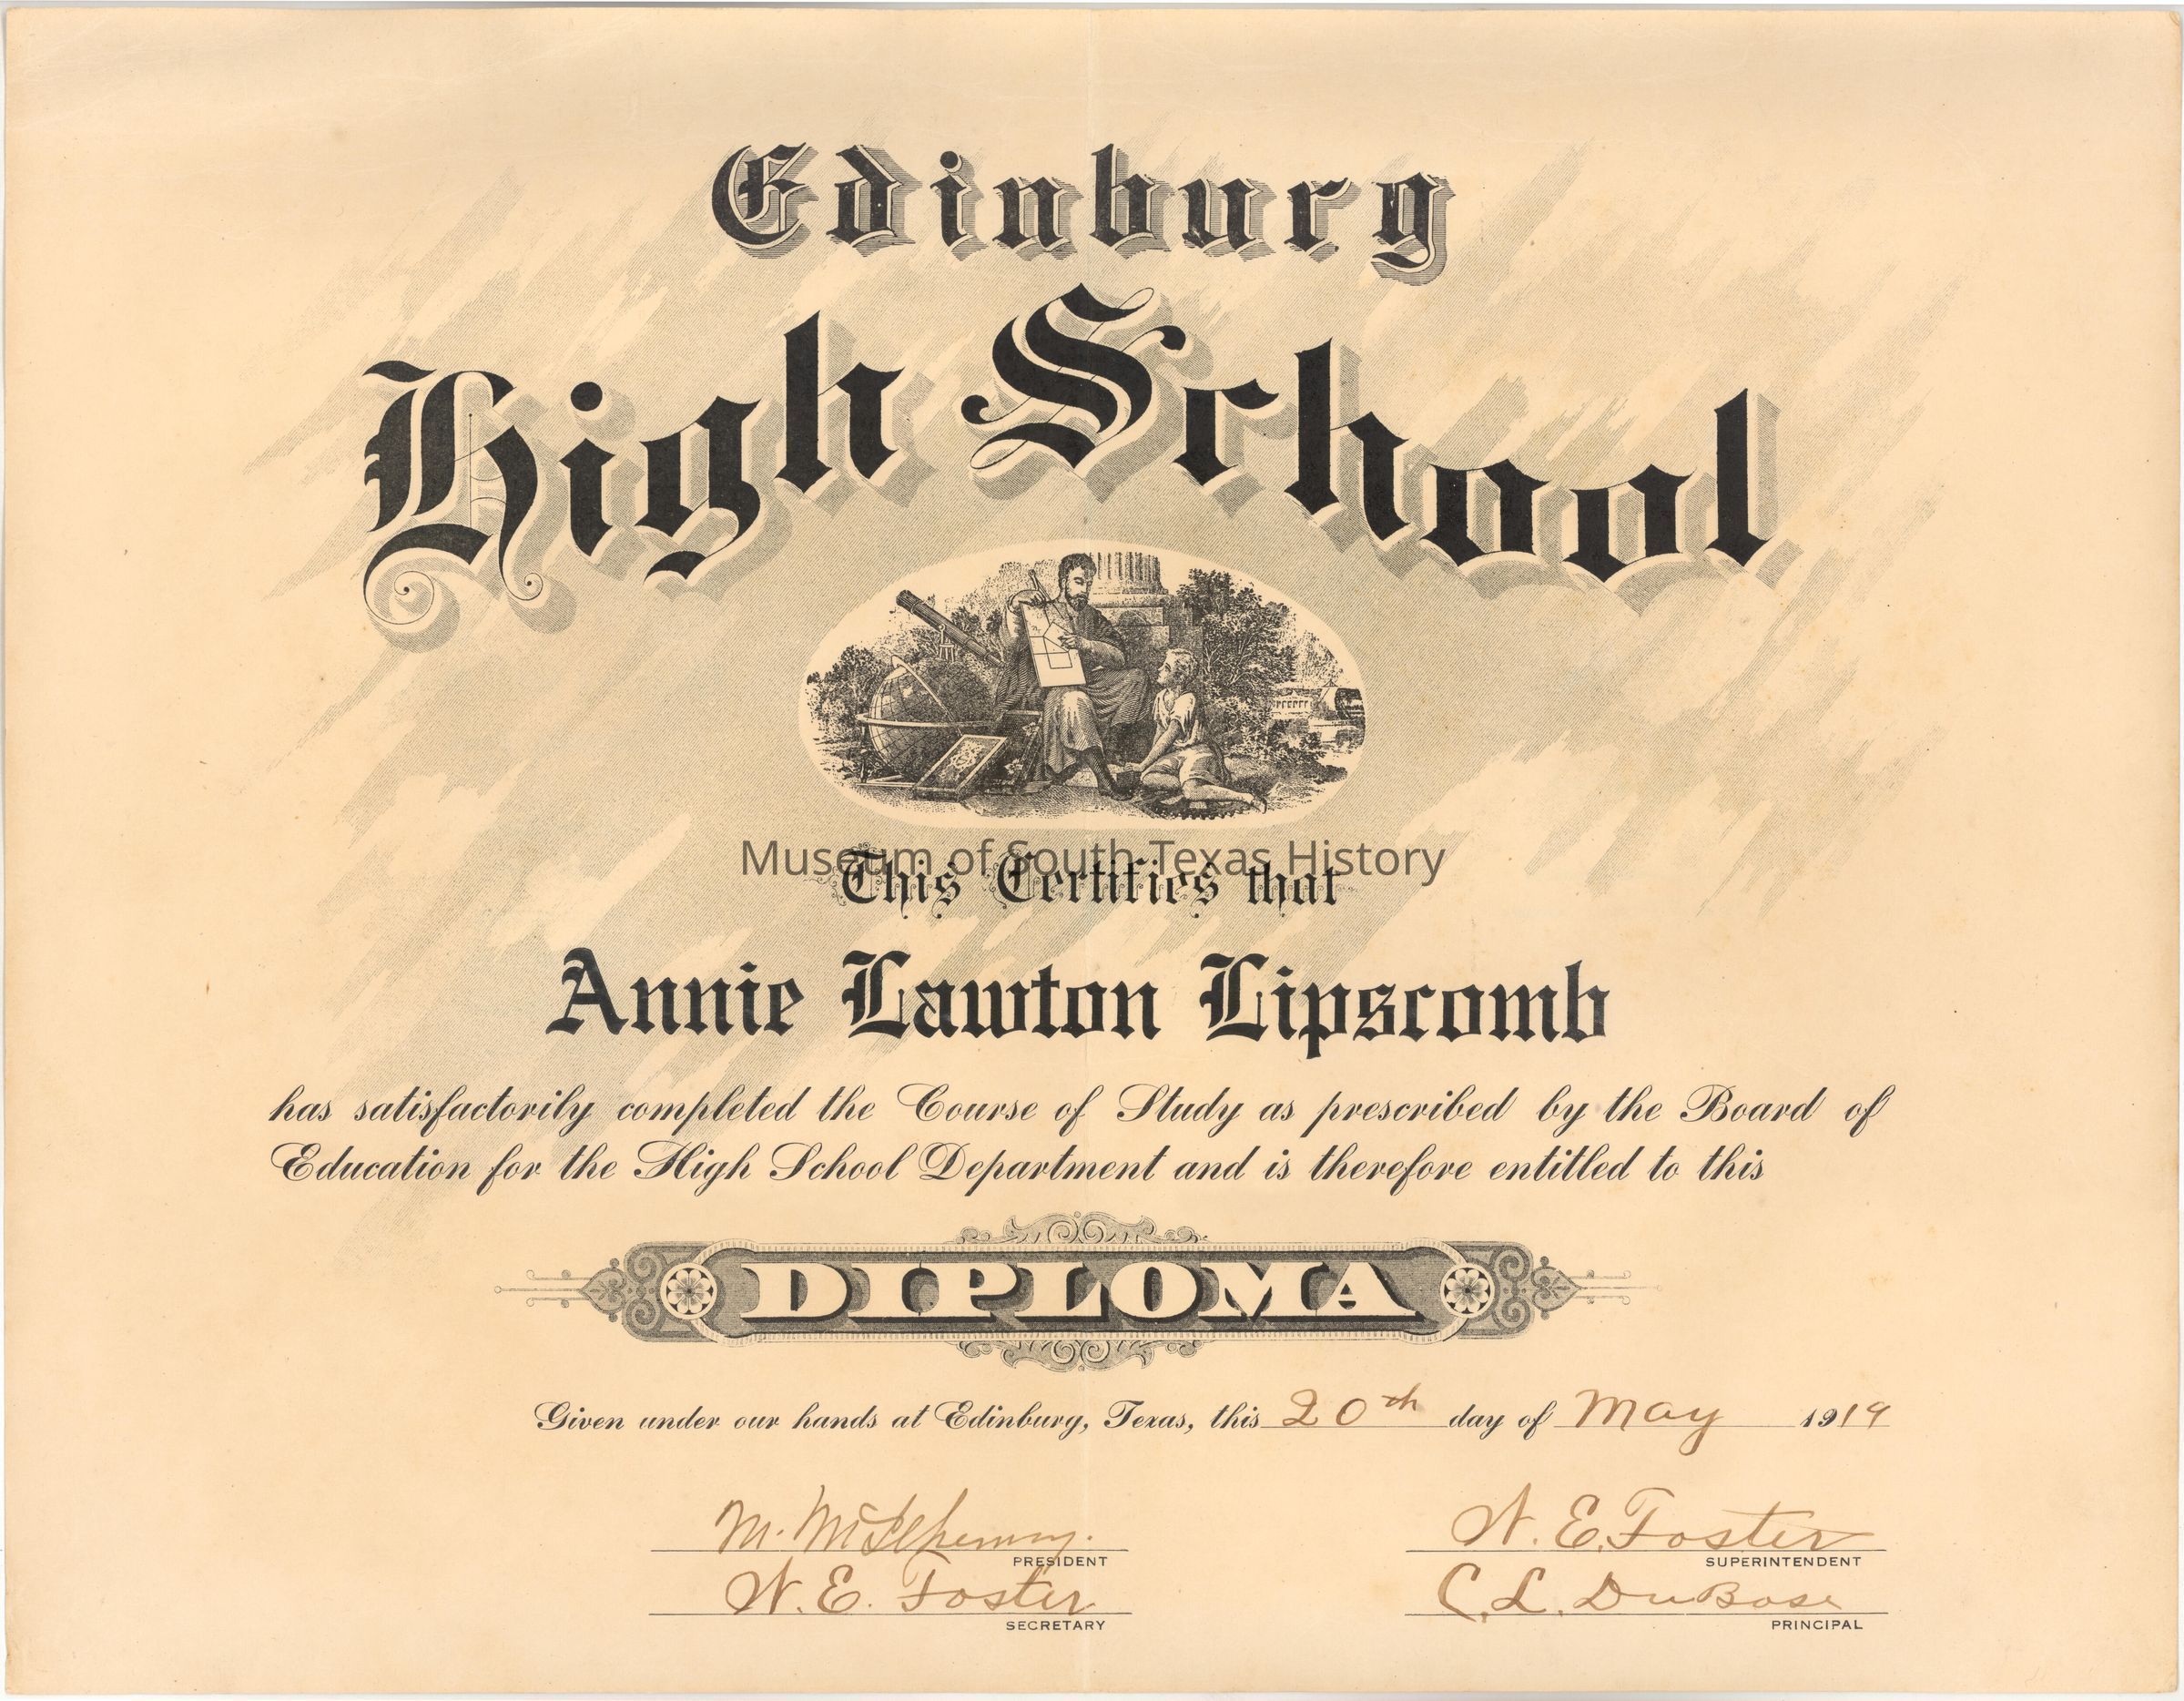 Edinburg
High School
Museum of South Texas History
This Certifies that
Annie Lawton Lipscomb
has satisfactorily completed the Course of Study as prescribed by the Board of
Education for the High School Department and is therefore entitled to this
DIPLOMA
Given under our hands at Edinburg, Texas, this 20th day of May 1919
M. McIlhenny. N. E. Foster
PRESIDENT SUPERINTENDENT
N. E. Foster C. L. DuBose
SECRETARY PRINCIPAL